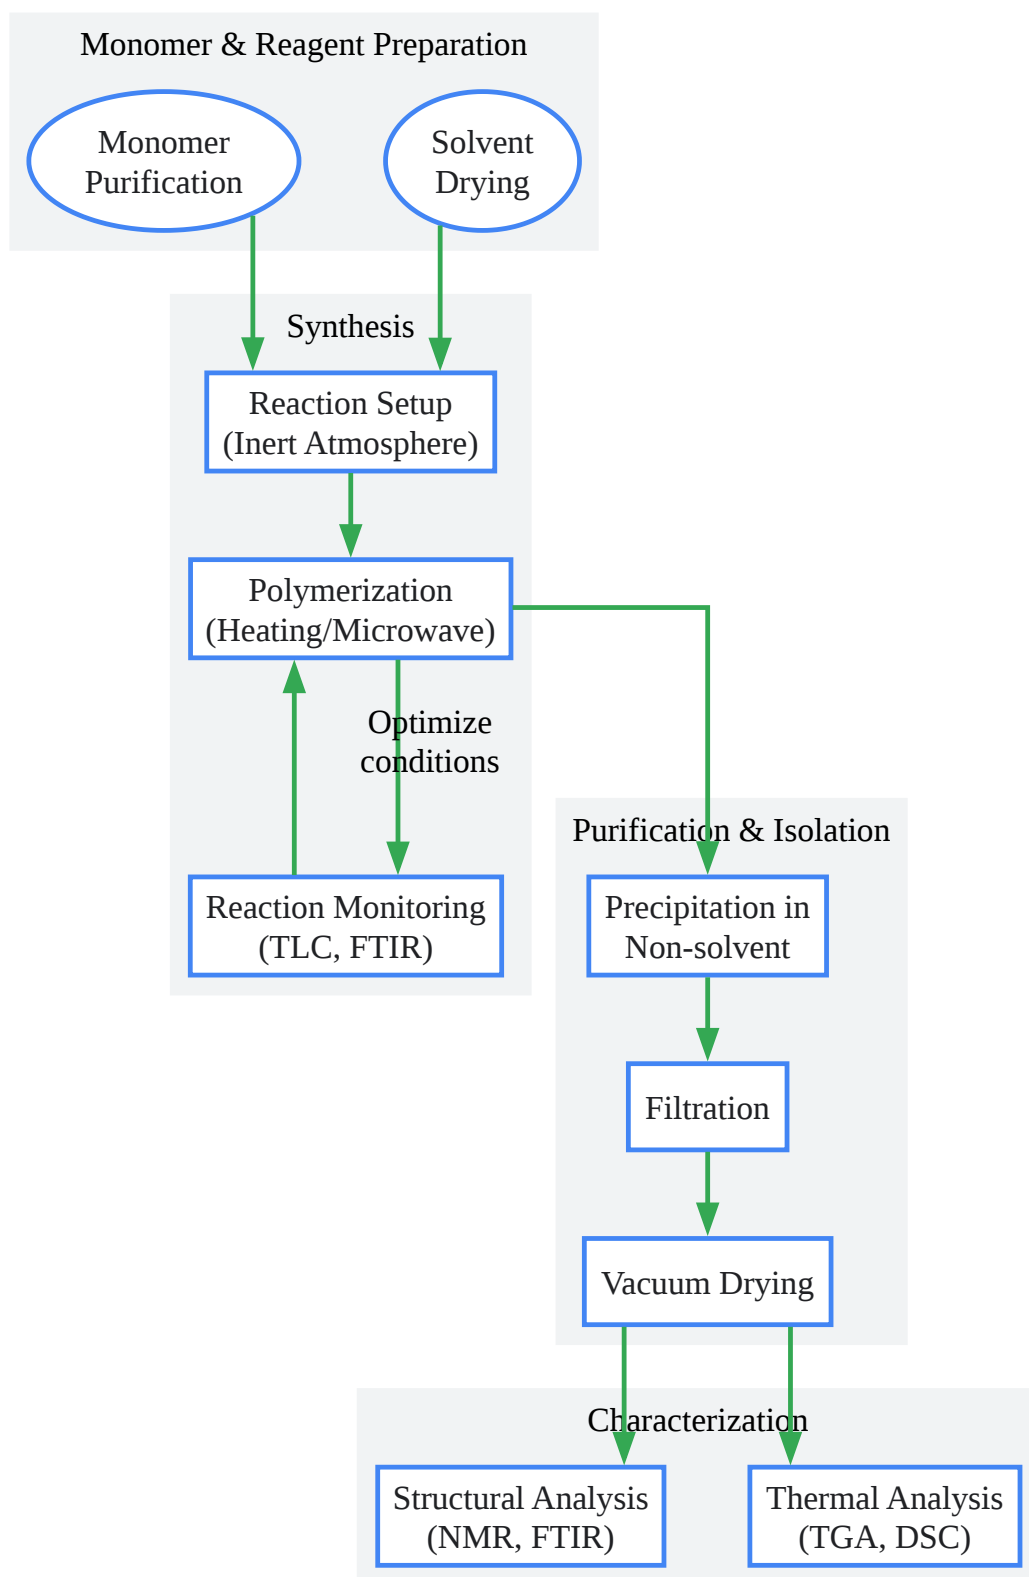 Monomer & Reagent Preparation
Monomer
Purification
Solvent
Drying
Synthesis
Reaction Setup
(Inert Atmosphere)
Polymerization
(Heating/Microwave)
Optimize
conditions
Reaction Monitoring
(TLC, FTIR)
Purification & Isolation
Precipitation in
Non-solvent
Filtration
Vacuum Drying
Characterization
Structural Analysis
(NMR, FTIR)
Thermal Analysis
(TGA, DSC)